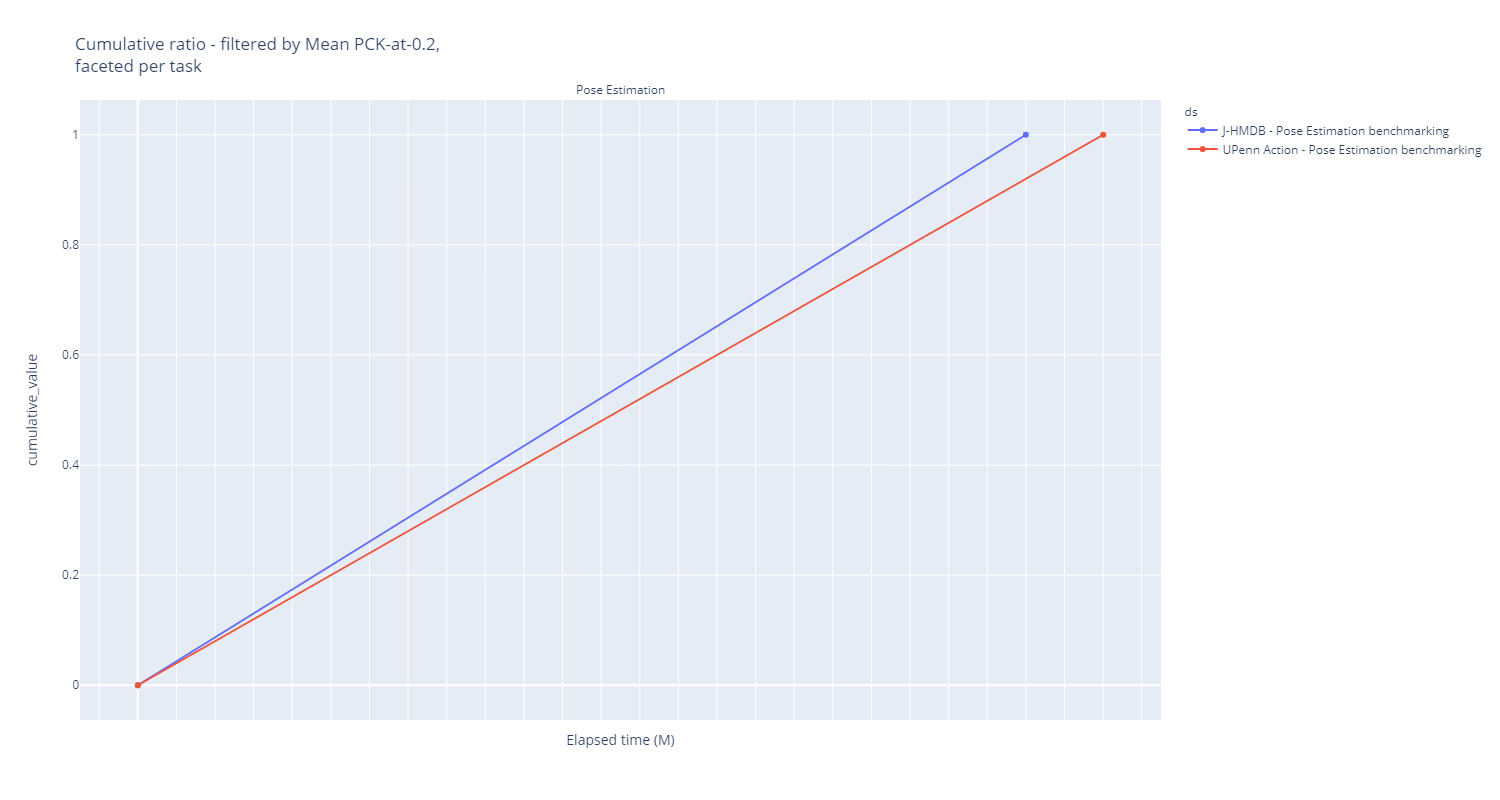 Cumulative ratio - filtered by Mean PCK-at-0.2,
faceted per task
Pose Estimation
ds
J-HMDB - Pose Estimation benchmarking
UPenn Action - Pose Estimation benchmarking
1
0.8
0.6
0.4
0.2
0
cumulative_value
Elapsed time (M)